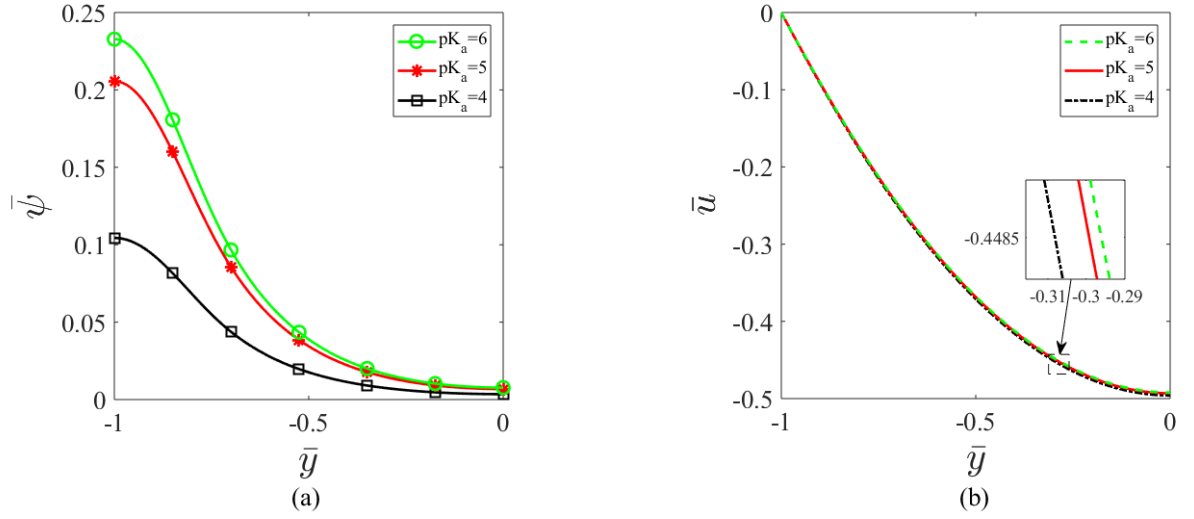 0.25
0.2
0.15
0.1
0.05
0
-1
-0.5
0
ψ̄
ȳ
pK_a=6
pK_a=5
pK_a=4
(a)
0
-0.1
-0.2
-0.3
-0.4
-0.5
-1
-0.5
0
ū
ȳ
pK_a=6
pK_a=5
pK_a=4
-0.4485
-0.31
-0.3
-0.29
(b)